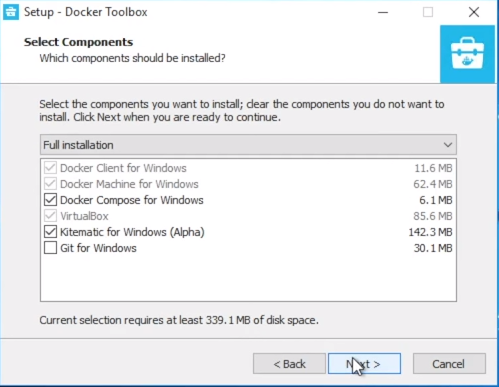 Setup - Docker Toolbox
Select Components
Which components should be installed?
Select the components you want to install; clear the components you do not want to
install. Click Next when you are ready to continue.
Full installation
Docker Client for Windows 11.6 MB
Docker Machine for Windows 62.4 MB
Docker Compose for Windows 6.1 MB
VirtualBox 85.6 MB
Kitematic for Windows (Alpha) 142.3 MB
Git for Windows 30.1 MB
Current selection requires at least 339.1 MB of disk space.
< Back Next > Cancel